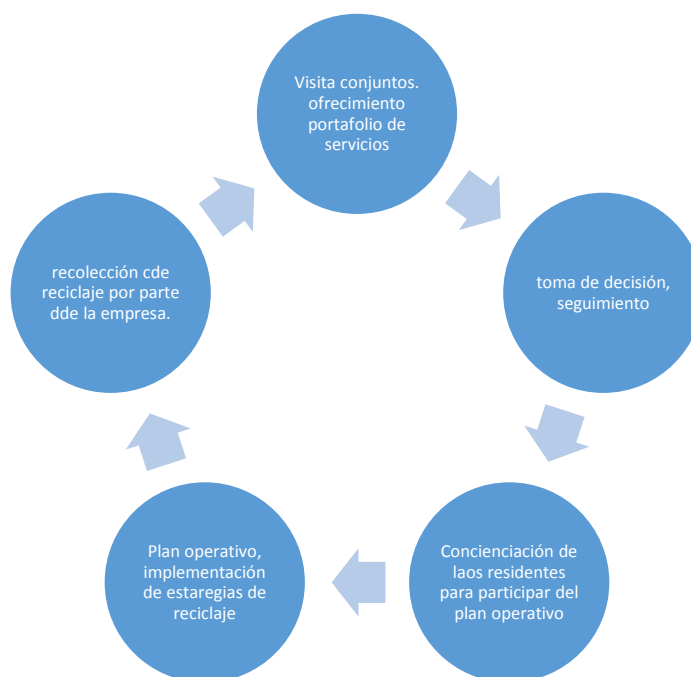 Visita conjuntos.
ofrecimiento
portafolio de
servicios
toma de decisión,
seguimiento
Concienciación de
laos residentes
para participar del
plan operativo
Plan operativo,
implementación
de estaregias de
reciclaje
recolección cde
reciclaje por parte
dde la empresa.